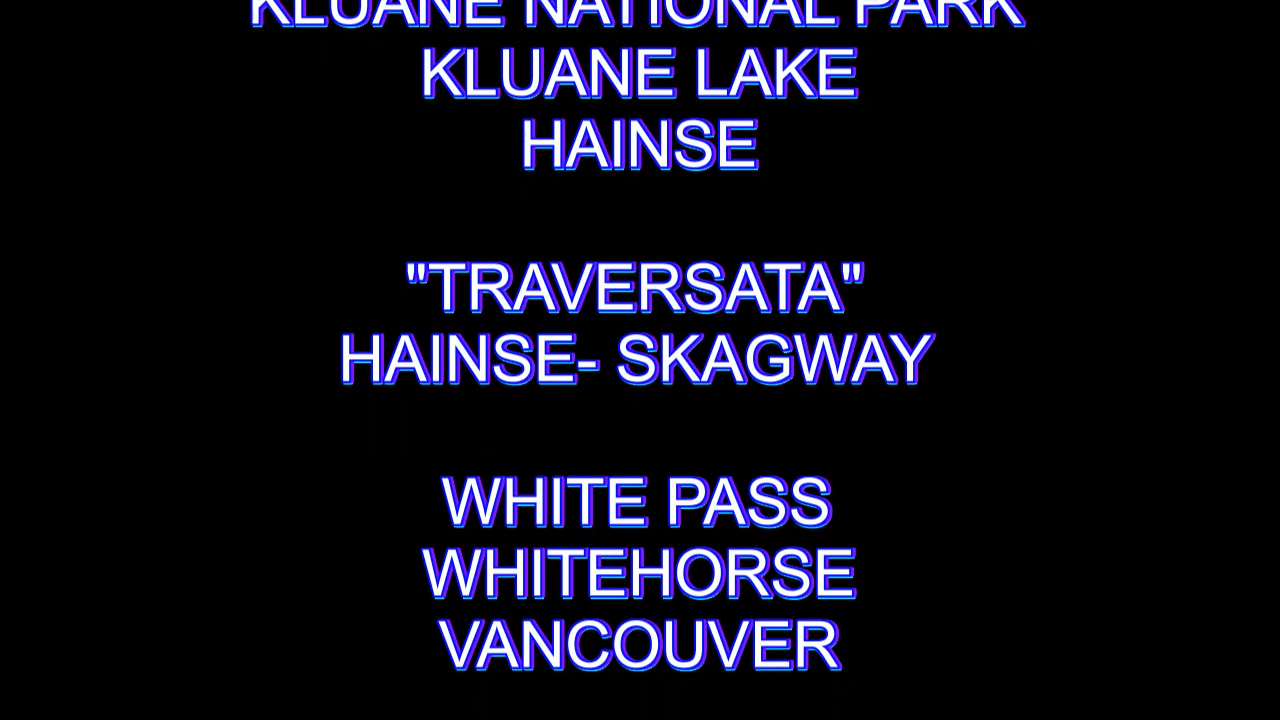 KLUANE NATIONAL PARK
KLUANE LAKE
HAINSE
"TRAVERSATA"
HAINSE- SKAGWAY
WHITE PASS
WHITEHORSE
VANCOUVER